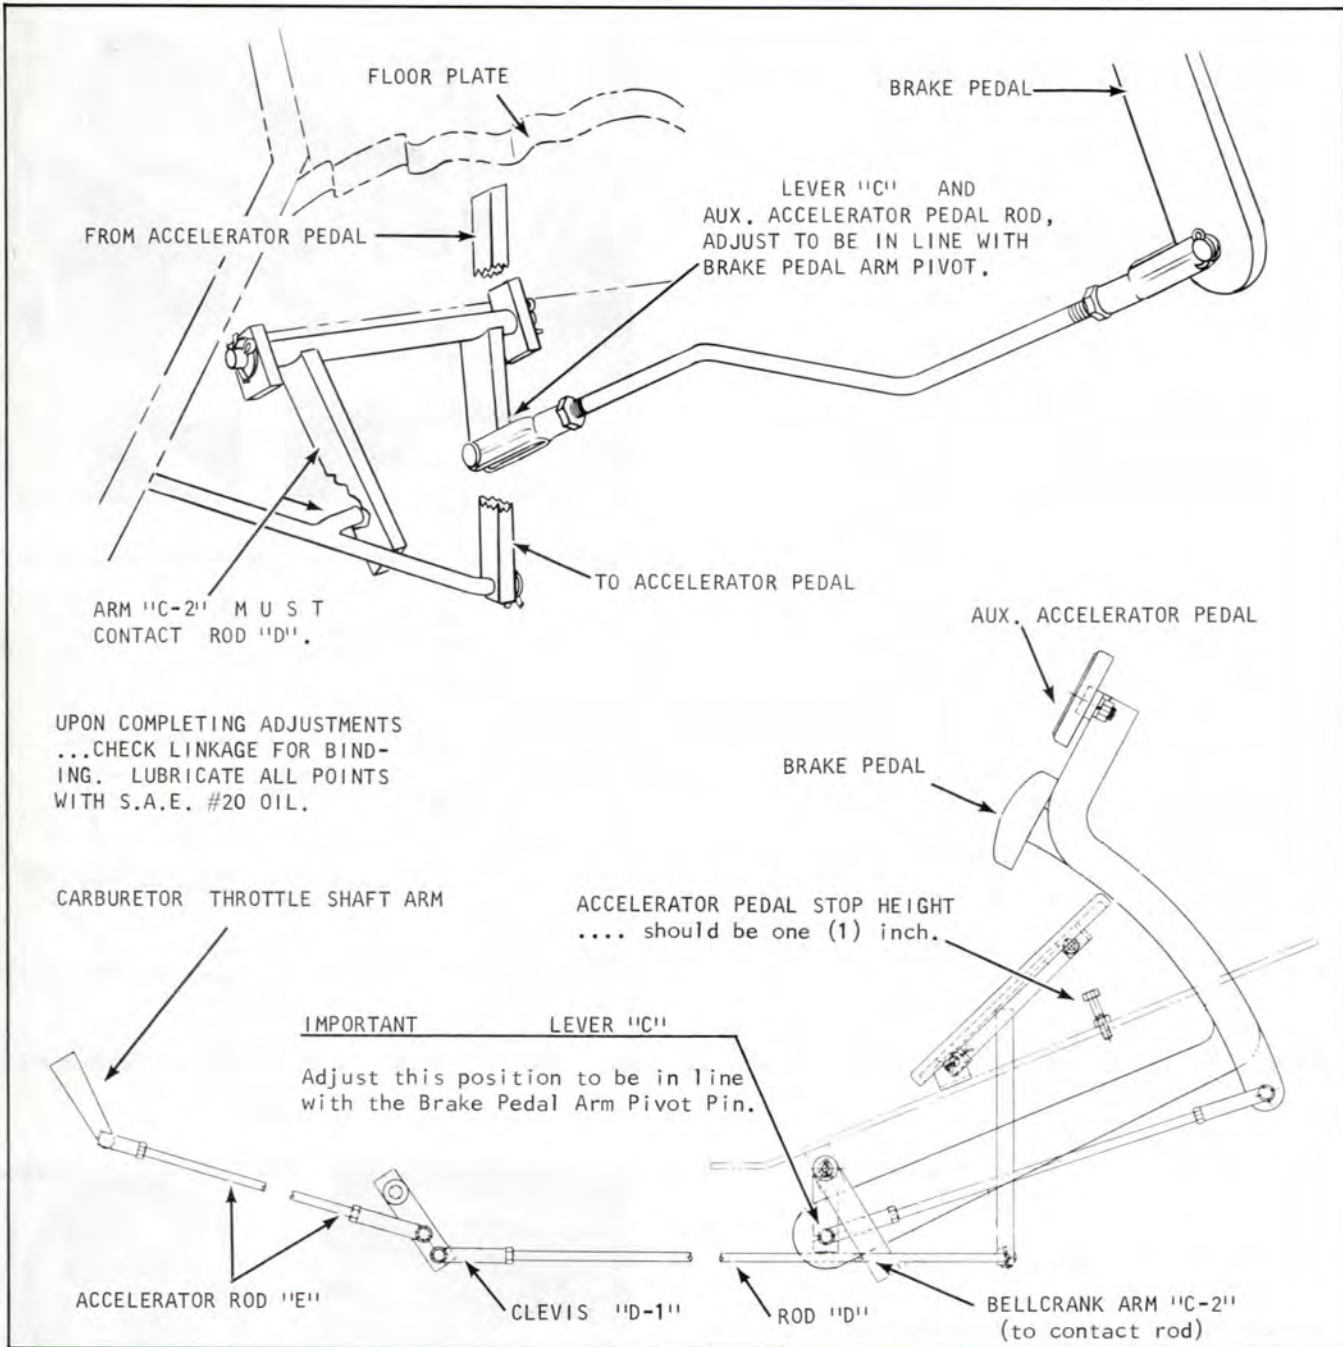 FLOOR PLATE
BRAKE PEDAL
LEVER "C" AND
AUX. ACCELERATOR PEDAL ROD,
ADJUST TO BE IN LINE WITH
BRAKE PEDAL ARM PIVOT.
FROM ACCELERATOR PEDAL
TO ACCELERATOR PEDAL
ARM "C-2" M U S T
CONTACT ROD "D".
AUX. ACCELERATOR PEDAL
UPON COMPLETING ADJUSTMENTS
...CHECK LINKAGE FOR BIND-
ING. LUBRICATE ALL POINTS
WITH S.A.E. #20 OIL.
BRAKE PEDAL
CARBURETOR THROTTLE SHAFT ARM
ACCELERATOR PEDAL STOP HEIGHT
.... should be one (1) inch.
IMPORTANT LEVER "C"
Adjust this position to be in line
with the Brake Pedal Arm Pivot Pin.
ACCELERATOR ROD "E"
CLEVIS "D-1"
ROD "D"
BELLCRANK ARM "C-2"
(to contact rod)